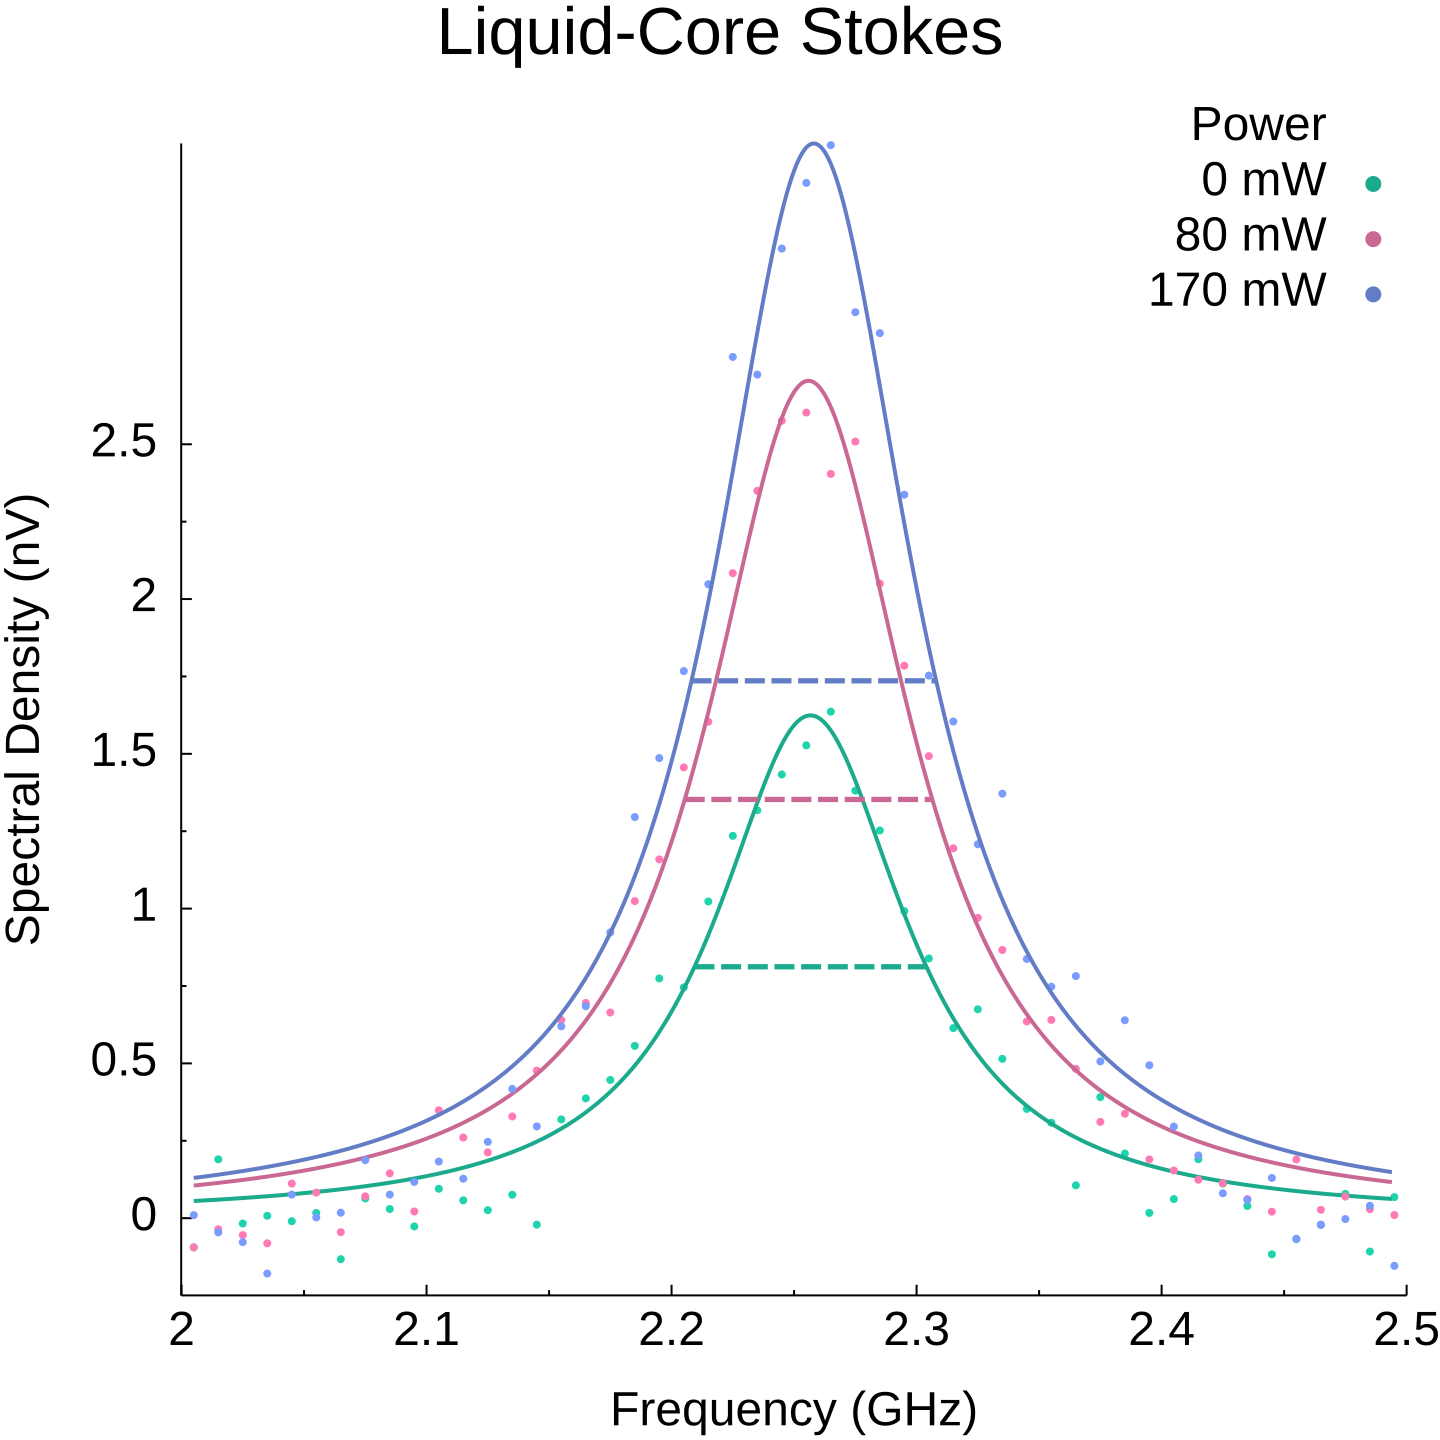 Liquid-Core Stokes
Power
0 mW
80 mW
170 mW
Spectral Density (nV)
2.5
2
1.5
1
0.5
0
2 2.1 2.2 2.3 2.4 2.5
Frequency (GHz)